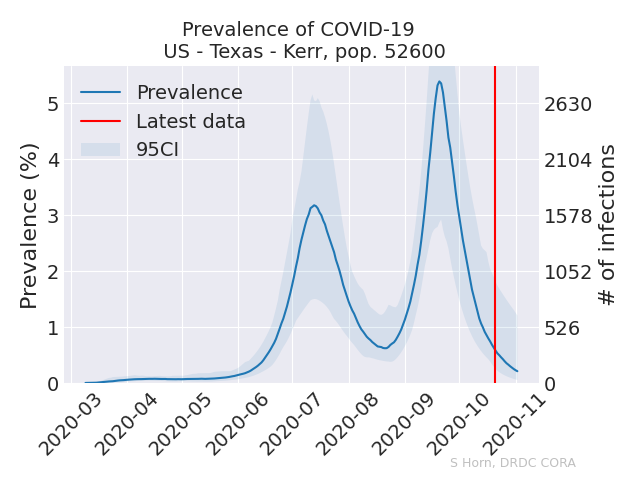 Prevalence of COVID-19
US - Texas - Kerr, pop. 52600
Prevalence
Latest data
95CI
Prevalence (%)
5
4
3
2
1
0
2630
2104
1578
1052
526
0
# of infections
2020-03
2020-04
2020-05
2020-06
2020-07
2020-08
2020-09
2020-10
2020-11
S Horn, DRDC CORA